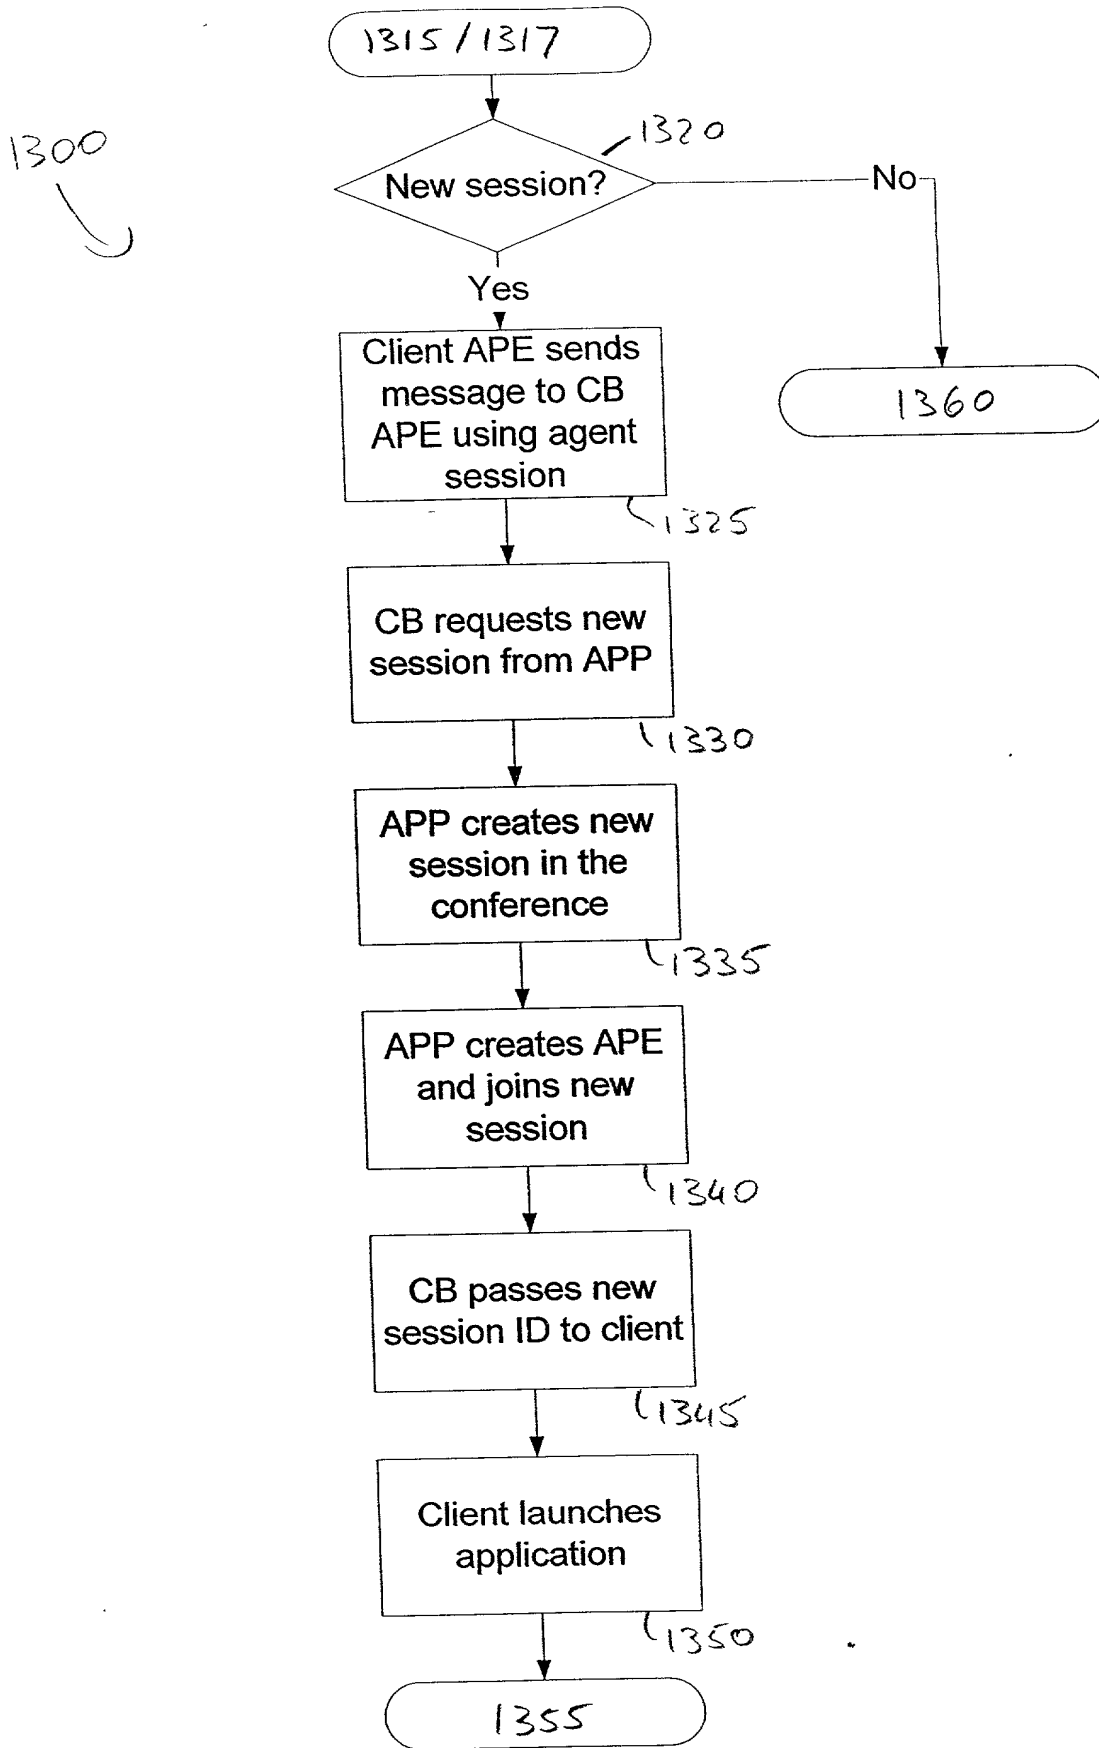 1315 / 1317
1300
1320
New session?
No
Yes
Client APE sends
message to CB
APE using agent
session
1360
1325
CB requests new
session from APP
1330
APP creates new
session in the
conference
1335
APP creates APE
and joins new
session
1340
CB passes new
session ID to client
1345
Client launches
application
1350
1355